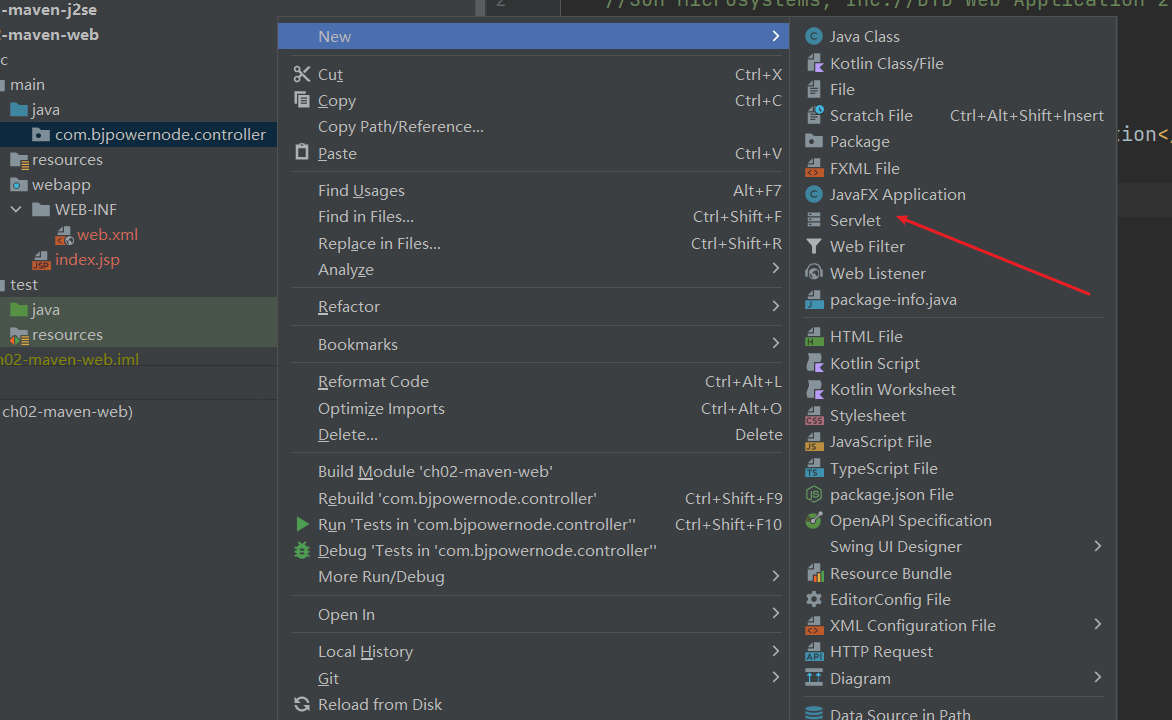 -maven-j2se
-maven-web
c
main
java
com.bjpowernode.controller
resources
webapp
WEB-INF
web.xml
index.jsp
test
java
resources
h02-maven-web.iml
ch02-maven-web)
2
//Sun Microsystems, Inc.//DTD Web Application 2
tion</
New
Cut Ctrl+X
Copy Ctrl+C
Copy Path/Reference...
Paste Ctrl+V
Find Usages Alt+F7
Find in Files... Ctrl+Shift+F
Replace in Files... Ctrl+Shift+R
Analyze
Refactor
Bookmarks
Reformat Code Ctrl+Alt+L
Optimize Imports Ctrl+Alt+O
Delete... Delete
Build Module 'ch02-maven-web'
Rebuild 'com.bjpowernode.controller' Ctrl+Shift+F9
Run 'Tests in 'com.bjpowernode.controller'' Ctrl+Shift+F10
Debug 'Tests in 'com.bjpowernode.controller''
More Run/Debug
Open In
Local History
Git
Reload from Disk
Java Class
Kotlin Class/File
File
Scratch File Ctrl+Alt+Shift+Insert
Package
FXML File
JavaFX Application
Servlet
Web Filter
Web Listener
package-info.java
HTML File
Kotlin Script
Kotlin Worksheet
Stylesheet
JavaScript File
TypeScript File
package.json File
OpenAPI Specification
Swing UI Designer
Resource Bundle
EditorConfig File
XML Configuration File
HTTP Request
Diagram
Data Source in Path